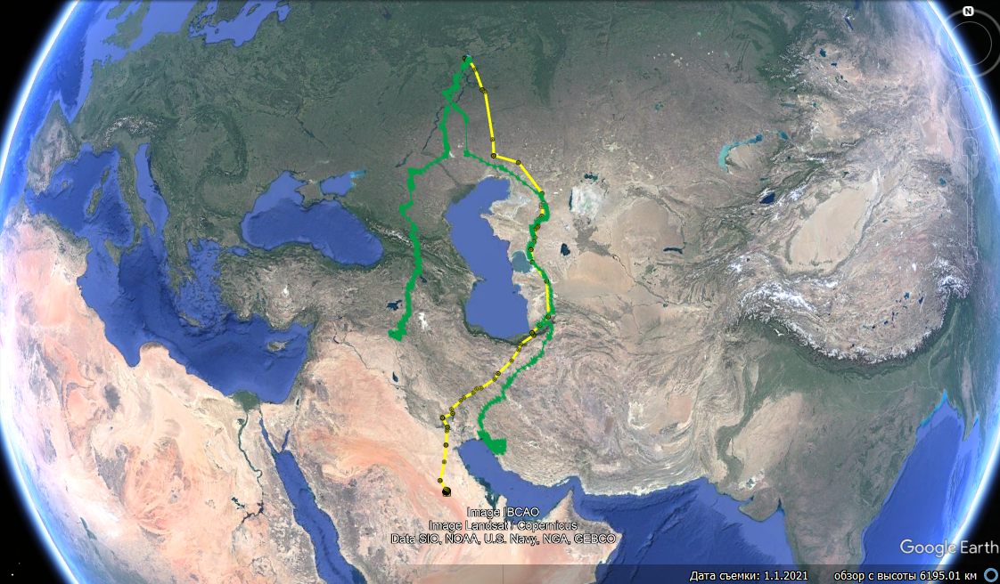 N
Image IBCAO
Image Landsat / Copernicus
Data SIO, NOAA, U.S. Navy, NGA, GEBCO
Google Earth
Дата съемки: 1.1.2021 обзор с высоты 6195.01 км